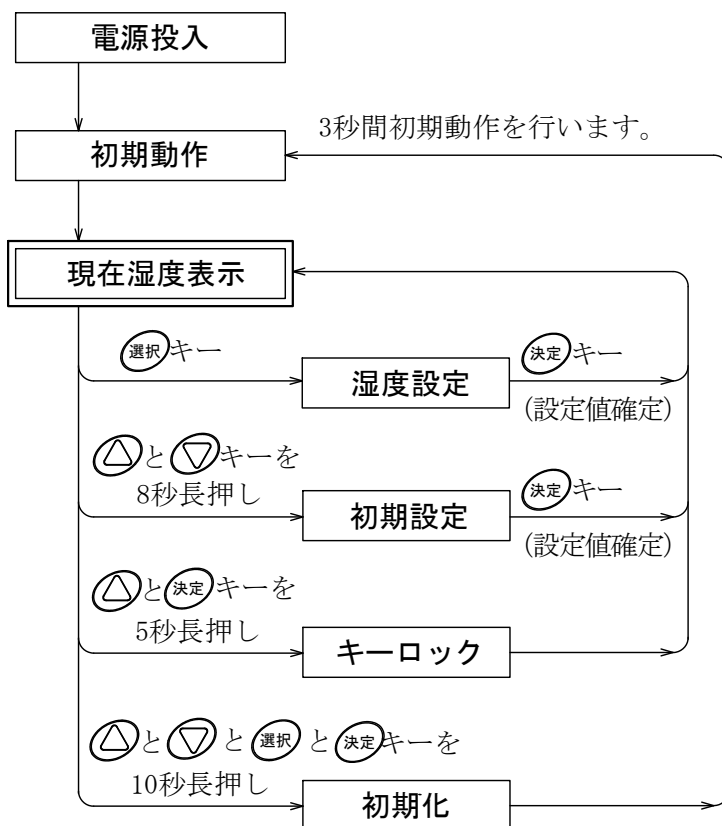 電源投入
3秒間初期動作を行います。
初期動作
現在湿度表示
選択キー
決定キー
湿度設定
(設定値確定)
△と▽キーを
8秒長押し
決定キー
初期設定
(設定値確定)
△と決定キーを
5秒長押し
キーロック
△と▽と選択と決定キーを
10秒長押し
初期化